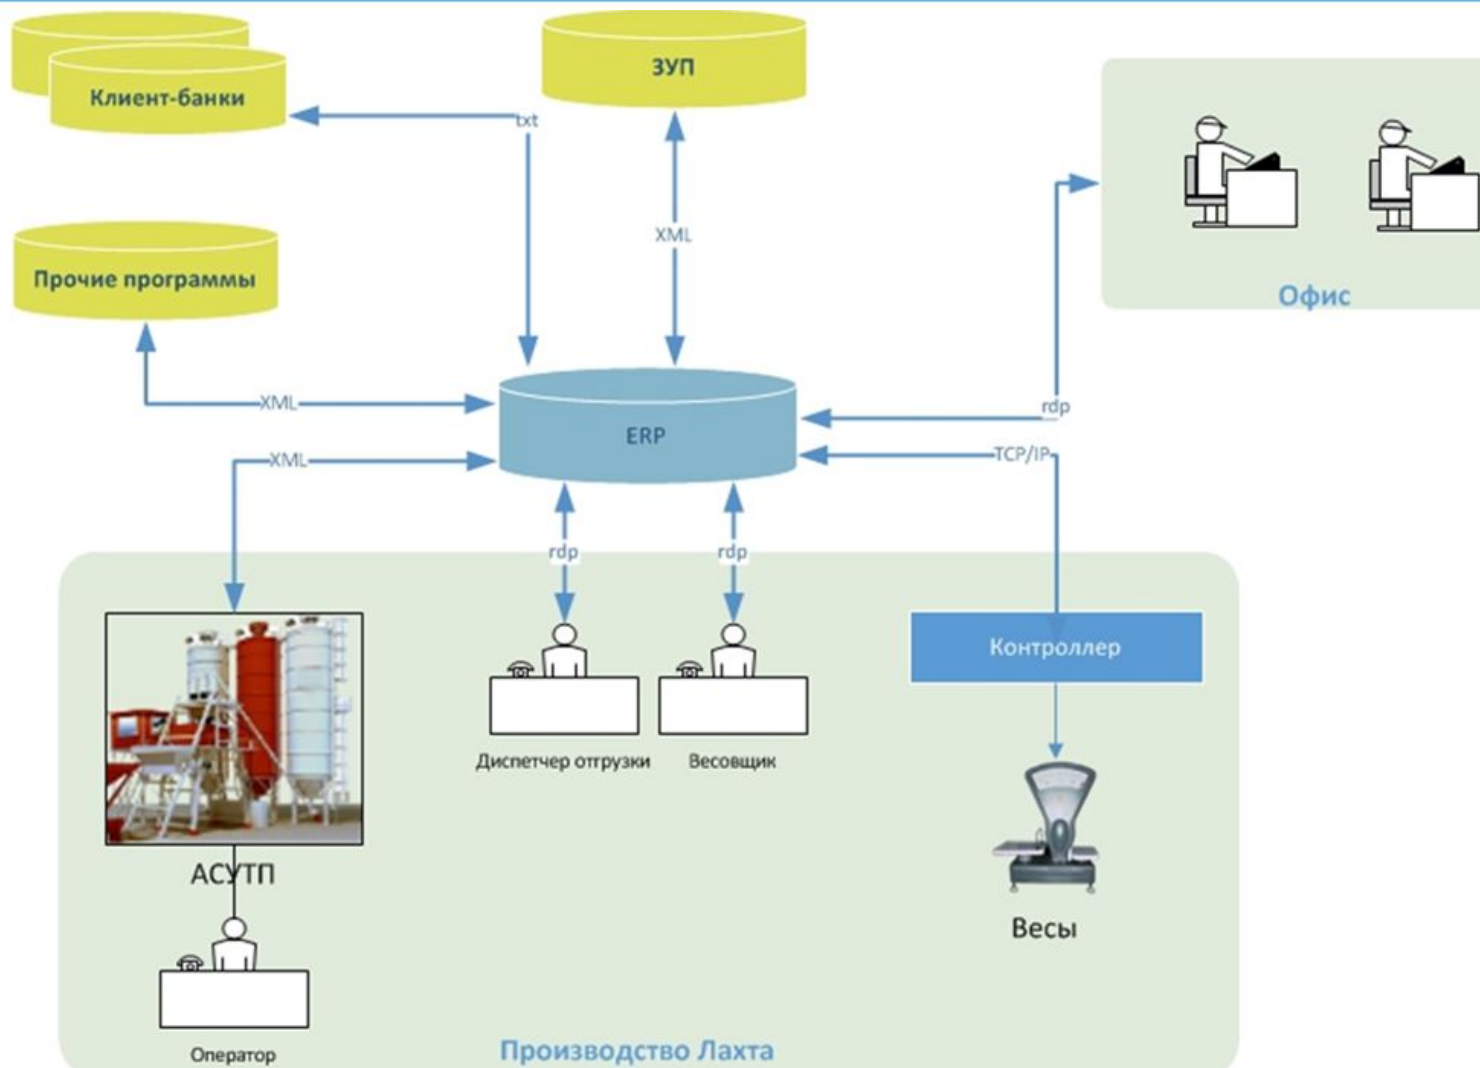 Клиент-банки
ЗУП
txt
XML
Прочие программы
Офис
XML
ERP
rdp
XML
TCP/IP
rdp
rdp
Контроллер
Диспетчер отгрузки
Весовщик
АСУТП
Весы
Оператор
Производство Лахта